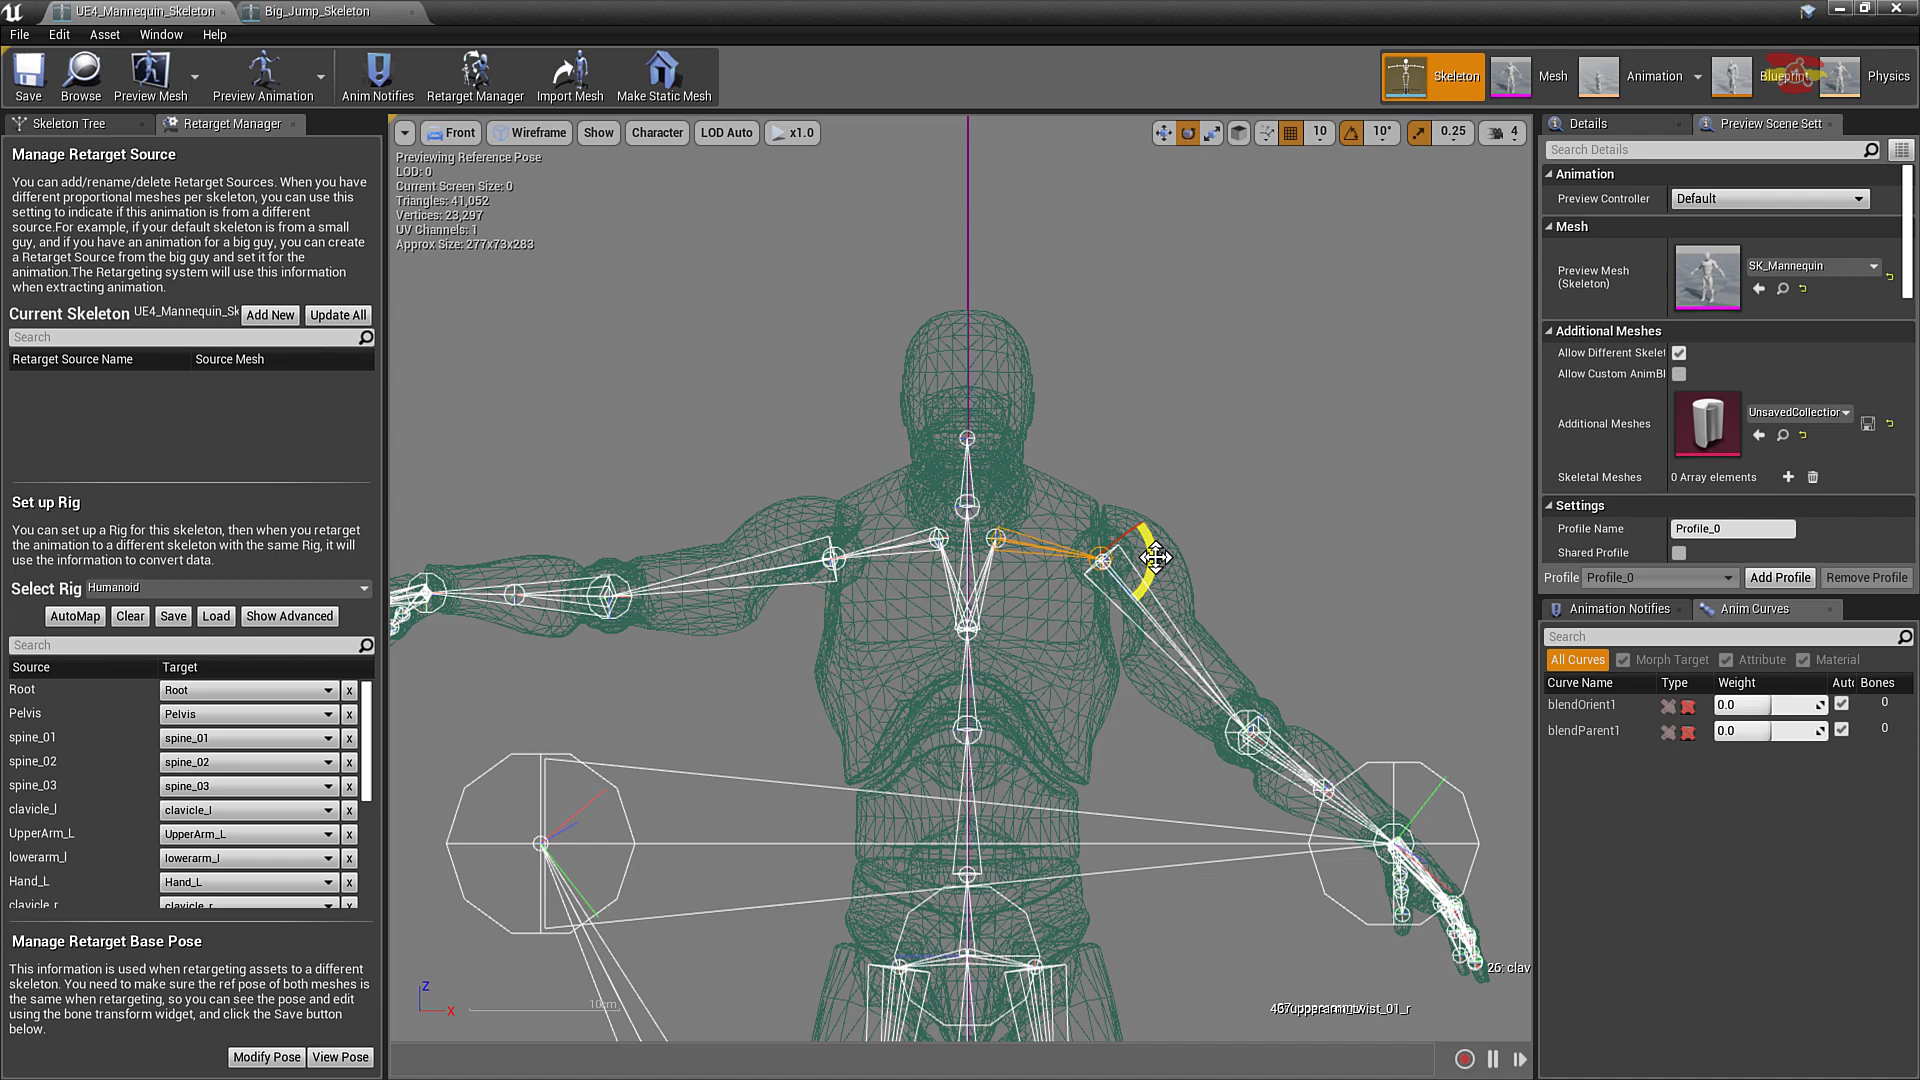 UE4_Mannequin_Skeleton
Big_Jump_Skeleton
File Edit Asset Window Help
Save
Browse
Preview Mesh
Preview Animation
Anim Notifies
Retarget Manager
Import Mesh
Make Static Mesh
Skeleton
Mesh
Animation
Blueprint
Physics
Skeleton Tree
Retarget Manager
Manage Retarget Source
You can add/rename/delete Retarget Sources. When you have
different proportional meshes per skeleton, you can use this
setting to indicate if this animation is from a different
source.For example, if your default skeleton is from a small
guy, and if you have an animation for a big guy, you can create
a Retarget Source from the big guy and set it for the
animation.The Retargeting system will use this information
when extracting animation.
Current Skeleton UE4_Mannequin_Sk Add New Update All
Search
Retarget Source Name Source Mesh
Set up Rig
You can set up a Rig for this skeleton, then when you retarget
the animation to a different skeleton with the same Rig, it will
use the information to convert data.
Select Rig Humanoid
AutoMap Clear Save Load Show Advanced
Search
Source Target
Root Root x
Pelvis Pelvis x
spine_01 spine_01 x
spine_02 spine_02 x
spine_03 spine_03 x
clavicle_l clavicle_l x
UpperArm_L UpperArm_L x
lowerarm_l lowerarm_l x
Hand_L Hand_L x
clavicle_r clavicle_r
Manage Retarget Base Pose
This information is used when retargeting assets to a different
skeleton. You need to make sure the ref pose of both meshes is
the same when retargeting, so you can see the pose and edit
using the bone transform widget, and click the Save button
below.
Modify Pose View Pose
Front Wireframe Show Character LOD Auto x1.0
10 10° 0.25 4
Previewing Reference Pose
LOD: 0
Current Screen Size: 0
Triangles: 41,052
Vertices: 23,297
UV Channels: 1
Approx Size: 277x73x283
26: clav
Z
X
10cm
Details
Preview Scene Sett
Search Details
Animation
Preview Controller Default
Mesh
Preview Mesh
(Skeleton)
SK_Mannequin
Additional Meshes
Allow Different Skelet
Allow Custom AnimBl
Additional Meshes
UnsavedCollection
Skeletal Meshes 0 Array elements
Settings
Profile Name Profile_0
Shared Profile
Profile Profile_0 Add Profile Remove Profile
Animation Notifies
Anim Curves
Search
All Curves Morph Target Attribute Material
Curve Name Type Weight Auto Bones
blendOrient1 0.0 0
blendParent1 0.0 0